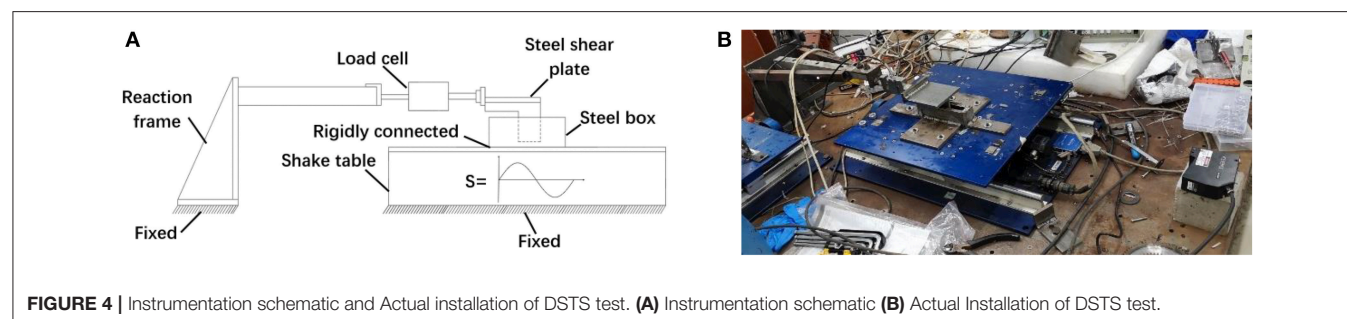 A
Load cell
Steel shear
plate
Reaction
frame
Rigidly connected
Steel box
Shake table
S=
Fixed
Fixed
B
FIGURE 4 | Instrumentation schematic and Actual installation of DSTS test. (A) Instrumentation schematic (B) Actual Installation of DSTS test.